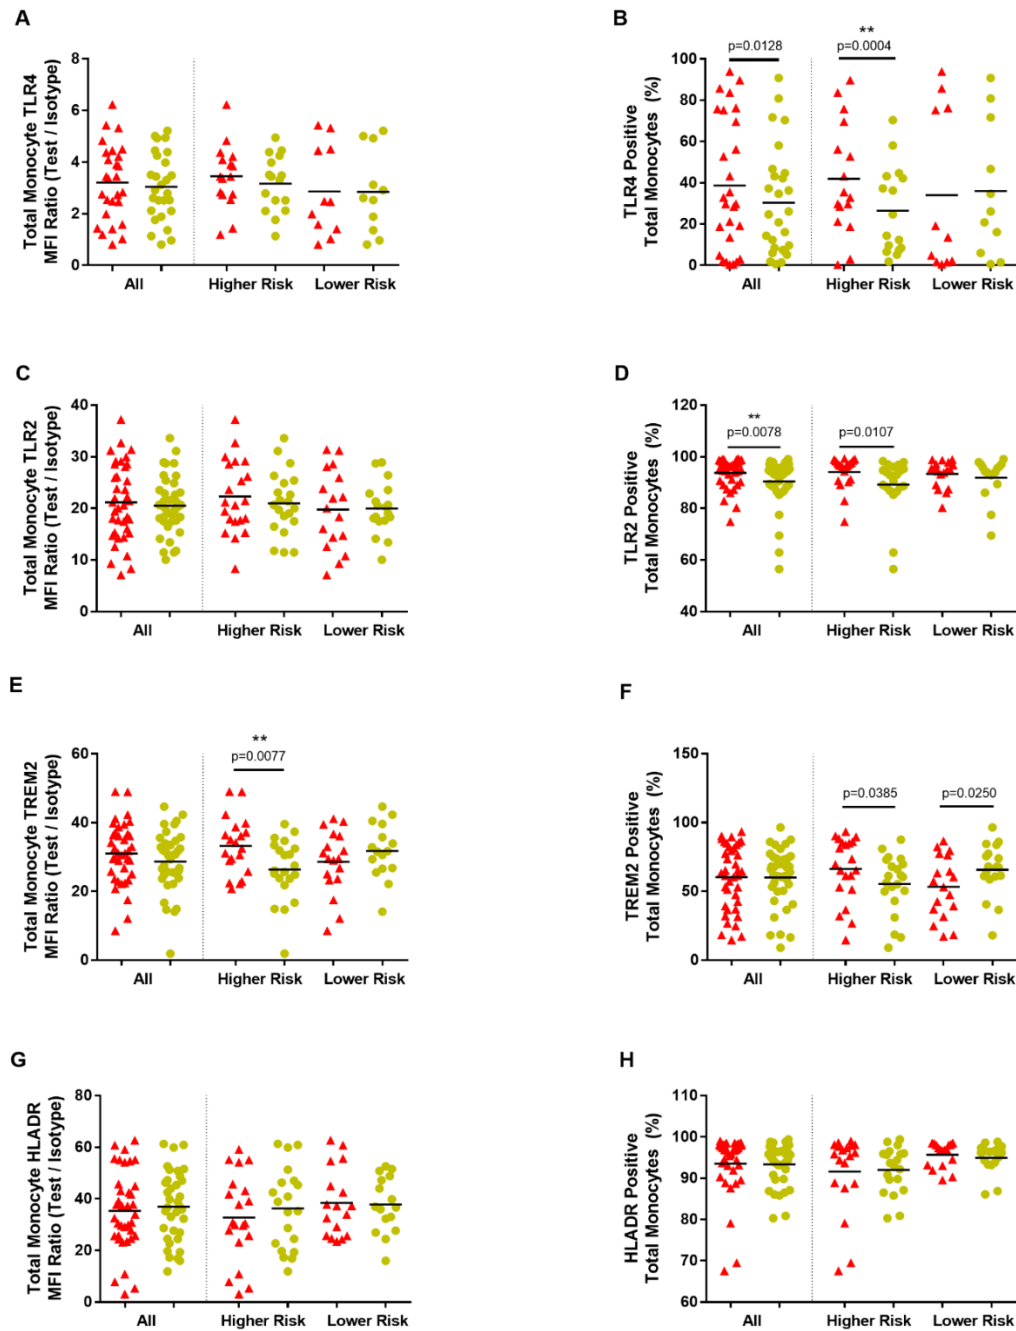 A
Total Monocyte TLR4
MFI Ratio (Test / Isotype)
8
6
4
2
0
All
Higher Risk
Lower Risk
B
TLR4 Positive
Total Monocytes (%)
100
80
60
40
20
0
p=0.0128
**
p=0.0004
All
Higher Risk
Lower Risk
C
Total Monocyte TLR2
MFI Ratio (Test / Isotype)
40
30
20
10
0
All
Higher Risk
Lower Risk
D
TLR2 Positive
Total Monocytes (%)
120
100
80
60
40
**
p=0.0078
p=0.0107
All
Higher Risk
Lower Risk
E
Total Monocyte TREM2
MFI Ratio (Test / Isotype)
60
40
20
0
**
p=0.0077
All
Higher Risk
Lower Risk
F
TREM2 Positive
Total Monocytes (%)
150
100
50
0
p=0.0385
p=0.0250
All
Higher Risk
Lower Risk
G
Total Monocyte HLADR
MFI Ratio (Test / Isotype)
80
60
40
20
0
All
Higher Risk
Lower Risk
H
HLADR Positive
Total Monocytes (%)
110
100
90
80
70
60
All
Higher Risk
Lower Risk